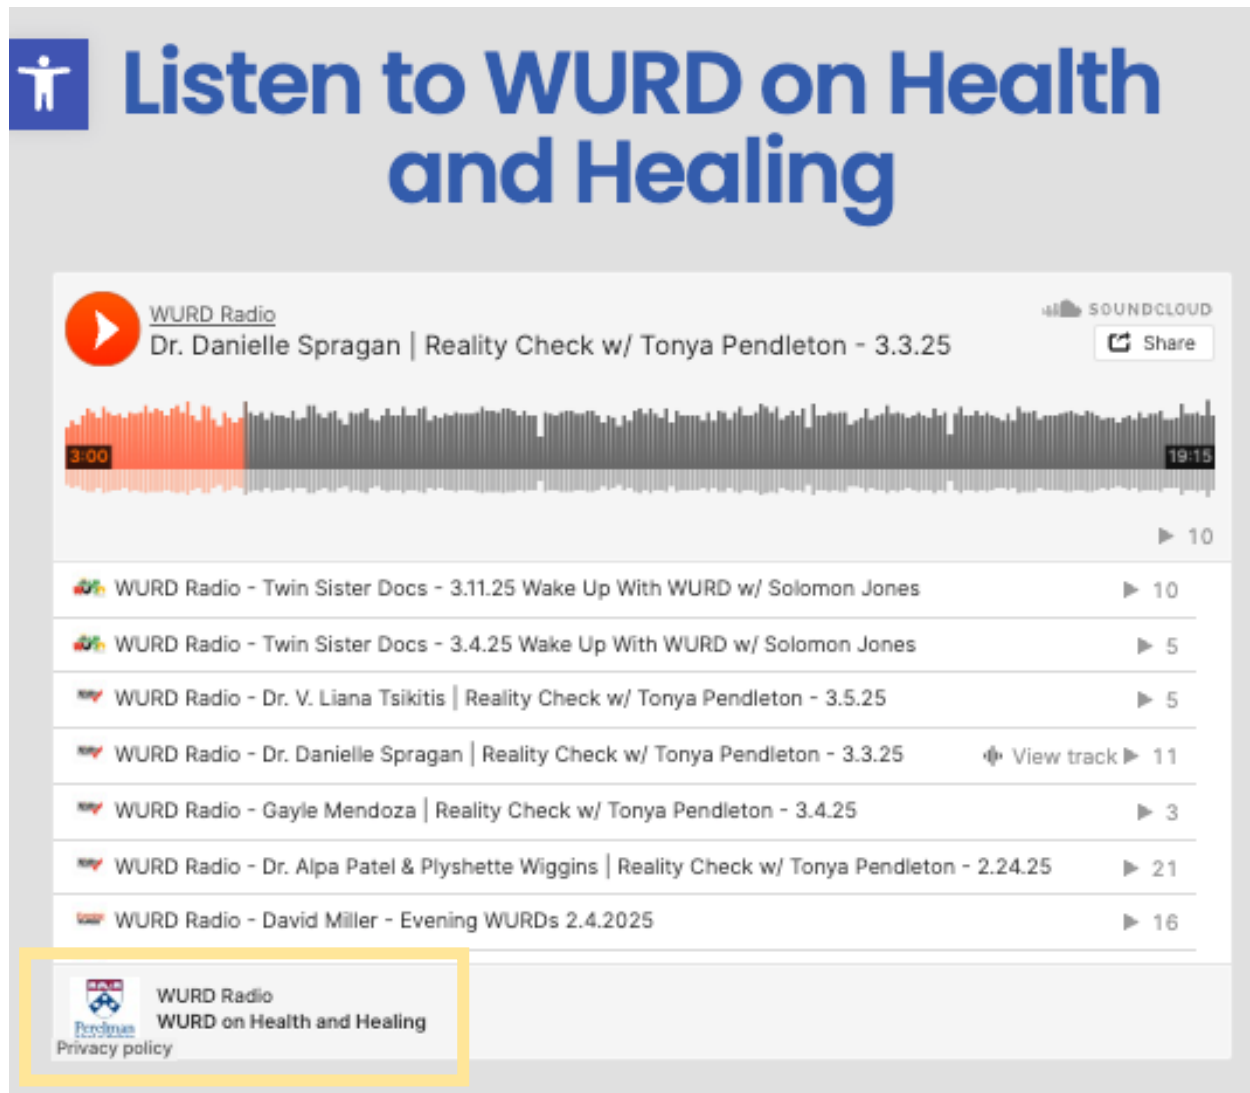 Listen to WURD on Health
and Healing
WURD Radio
SOUNDCLOUD
Dr. Danielle Spragan | Reality Check w/ Tonya Pendleton - 3.3.25
Share
3:00
19:15
10
WURD Radio - Twin Sister Docs - 3.11.25 Wake Up With WURD w/ Solomon Jones
10
WURD Radio - Twin Sister Docs - 3.4.25 Wake Up With WURD w/ Solomon Jones
5
WURD Radio - Dr. V. Liana Tsikitis | Reality Check w/ Tonya Pendleton - 3.5.25
5
WURD Radio - Dr. Danielle Spragan | Reality Check w/ Tonya Pendleton - 3.3.25
View track
11
WURD Radio - Gayle Mendoza | Reality Check w/ Tonya Pendleton - 3.4.25
3
WURD Radio - Dr. Alpa Patel & Plyshette Wiggins | Reality Check w/ Tonya Pendleton - 2.24.25
21
WURD Radio - David Miller - Evening WURDs 2.4.2025
16
Perelman
WURD Radio
WURD on Health and Healing
Privacy policy